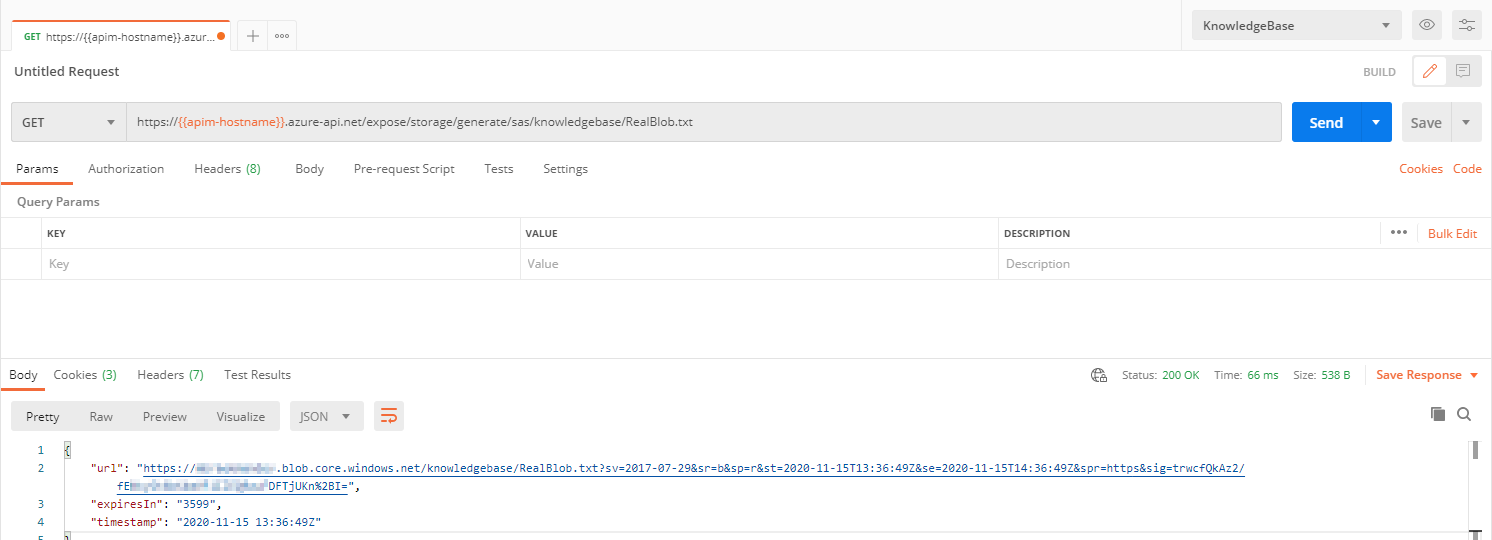 GET https://{{apim-hostname}}.azur...
KnowledgeBase
Untitled Request
BUILD
GET https://{{apim-hostname}}.azure-api.net/expose/storage/generate/sas/knowledgebase/RealBlob.txt Send Save
Params Authorization Headers (8) Body Pre-request Script Tests Settings Cookies Code
Query Params
KEY VALUE DESCRIPTION Bulk Edit
Key Value Description
Body Cookies (3) Headers (7) Test Results Status: 200 OK Time: 66 ms Size: 538 B Save Response
Pretty Raw Preview Visualize JSON
1 {
2 "url": "https:// .blob.core.windows.net/knowledgebase/RealBlob.txt?sv=2017-07-29&sr=b&sp=r&st=2020-11-15T13:36:49Z&se=2020-11-15T14:36:49Z&spr=https&sig=trwcfQkAz2/
fE DFTjUKn%2BI=",
3 "expiresIn": "3599",
4 "timestamp": "2020-11-15 13:36:49Z"
5 }